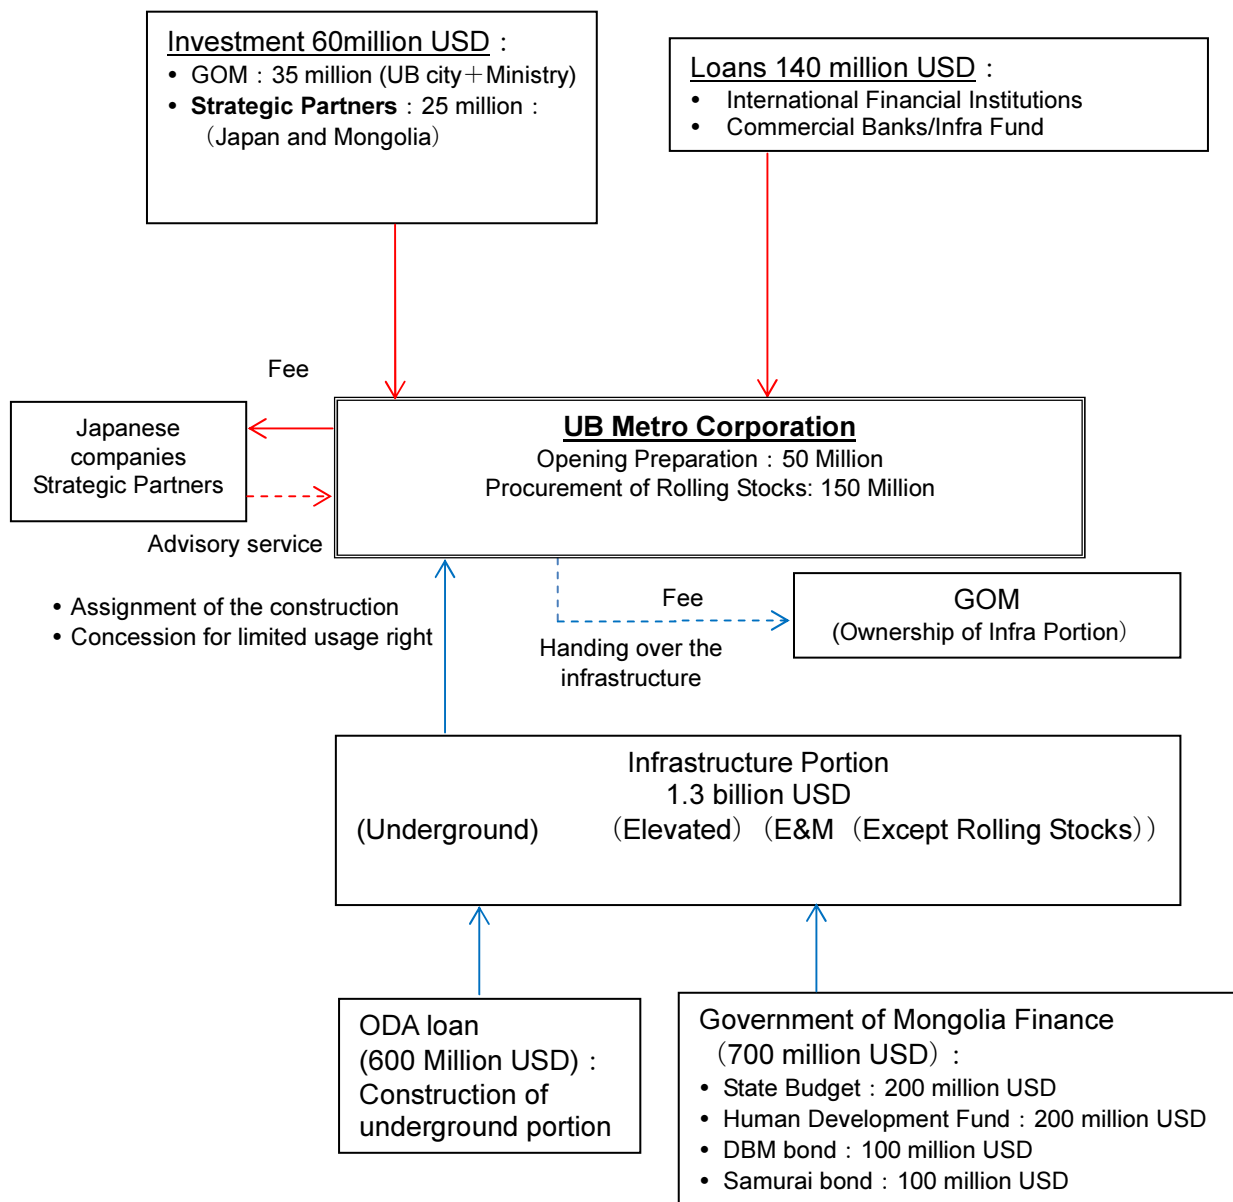 Investment 60million USD：
• GOM：35 million (UB city＋Ministry)
• Strategic Partners：25 million：
（Japan and Mongolia）
Loans 140 million USD：
• International Financial Institutions
• Commercial Banks/Infra Fund
Fee
Japanese
companies
Strategic Partners
Advisory service
UB Metro Corporation
Opening Preparation：50 Million
Procurement of Rolling Stocks: 150 Million
• Assignment of the construction
• Concession for limited usage right
Fee
Handing over the
infrastructure
GOM
(Ownership of Infra Portion）
Infrastructure Portion
1.3 billion USD
(Underground) （Elevated）（E&M（Except Rolling Stocks））
ODA loan
(600 Million USD)：
Construction of
underground portion
Government of Mongolia Finance
（700 million USD）：
• State Budget：200 million USD
• Human Development Fund：200 million USD
• DBM bond：100 million USD
• Samurai bond：100 million USD